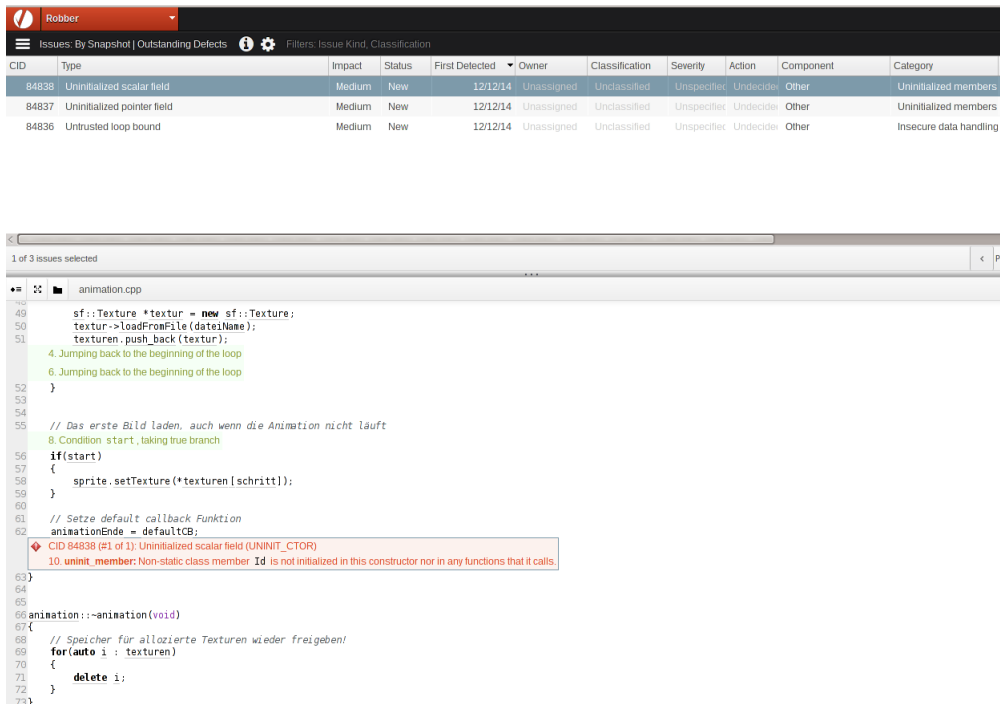 Robber
Issues: By Snapshot | Outstanding Defects Filters: Issue Kind, Classification
CID Type Impact Status First Detected Owner Classification Severity Action Component Category
84838 Uninitialized scalar field Medium New 12/12/14 Unassigned Unclassified Unspecified Undecided Other Uninitialized members
84837 Uninitialized pointer field Medium New 12/12/14 Unassigned Unclassified Unspecified Undecided Other Uninitialized members
84836 Untrusted loop bound Medium New 12/12/14 Unassigned Unclassified Unspecified Undecided Other Insecure data handling
1 of 3 issues selected
animation.cpp
48
49 sf::Texture *textur = new sf::Texture;
50 textur->loadFromFile(dateiName);
51 texturen.push_back(textur);
4. Jumping back to the beginning of the loop
6. Jumping back to the beginning of the loop
52 }
53
54
55 // Das erste Bild laden, auch wenn die Animation nicht läuft
8. Condition start, taking true branch
56 if(start)
57 {
58 sprite.setTexture(*texturen[schritt]);
59 }
60
61 // Setze default callback Funktion
62 animationEnde = defaultCB;
CID 84838 (#1 of 1): Uninitialized scalar field (UNINIT_CTOR)
10. uninit_member: Non-static class member Id is not initialized in this constructor nor in any functions that it calls.
63 }
64
65
66 animation::~animation(void)
67 {
68 // Speicher für allozierte Texturen wieder freigeben!
69 for(auto i : texturen)
70 {
71 delete i;
72 }
73 }